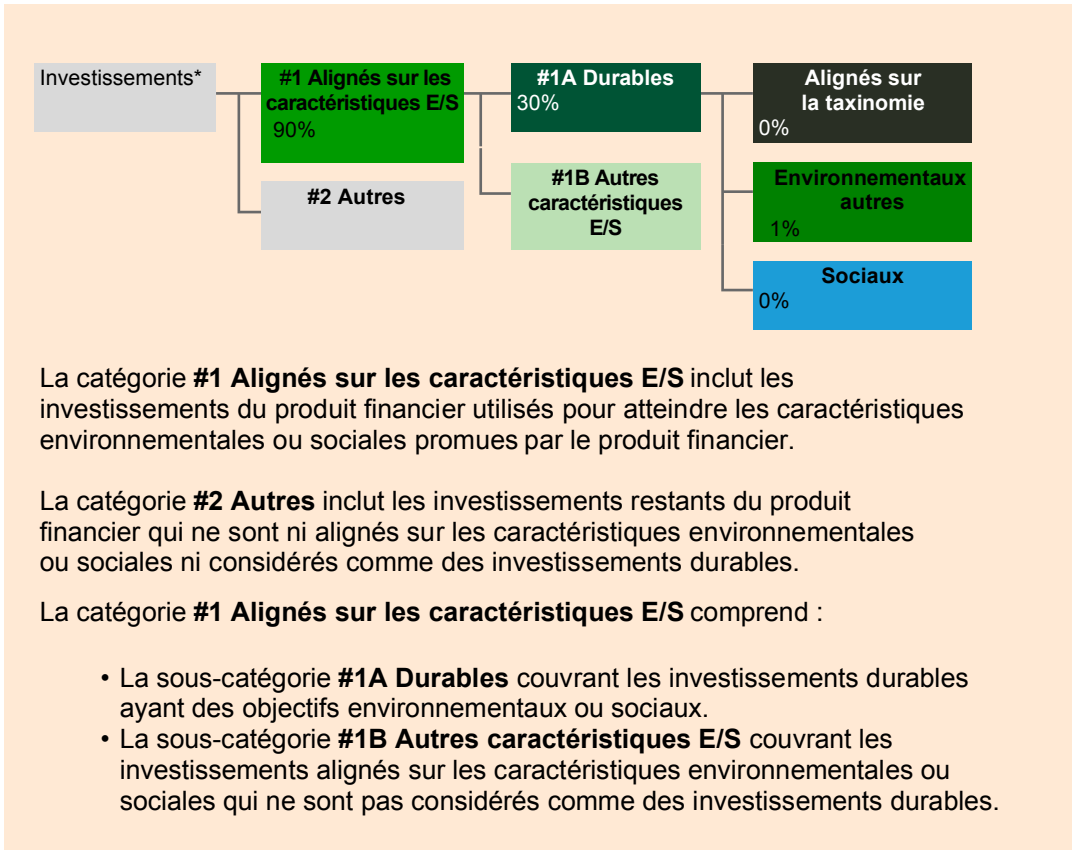 Investissements*
#1 Alignés sur les
caractéristiques E/S
90%
#2 Autres
#1A Durables
30%
#1B Autres
caractéristiques
E/S
Alignés sur
la taxinomie
0%
Environnementaux
autres
1%
Sociaux
0%
La catégorie #1 Alignés sur les caractéristiques E/S inclut les
investissements du produit financier utilisés pour atteindre les caractéristiques
environnementales ou sociales promues par le produit financier.
La catégorie #2 Autres inclut les investissements restants du produit
financier qui ne sont ni alignés sur les caractéristiques environnementales
ou sociales ni considérés comme des investissements durables.
La catégorie #1 Alignés sur les caractéristiques E/S comprend :
• La sous-catégorie #1A Durables couvrant les investissements durables
ayant des objectifs environnementaux ou sociaux.
• La sous-catégorie #1B Autres caractéristiques E/S couvrant les
investissements alignés sur les caractéristiques environnementales ou
sociales qui ne sont pas considérés comme des investissements durables.